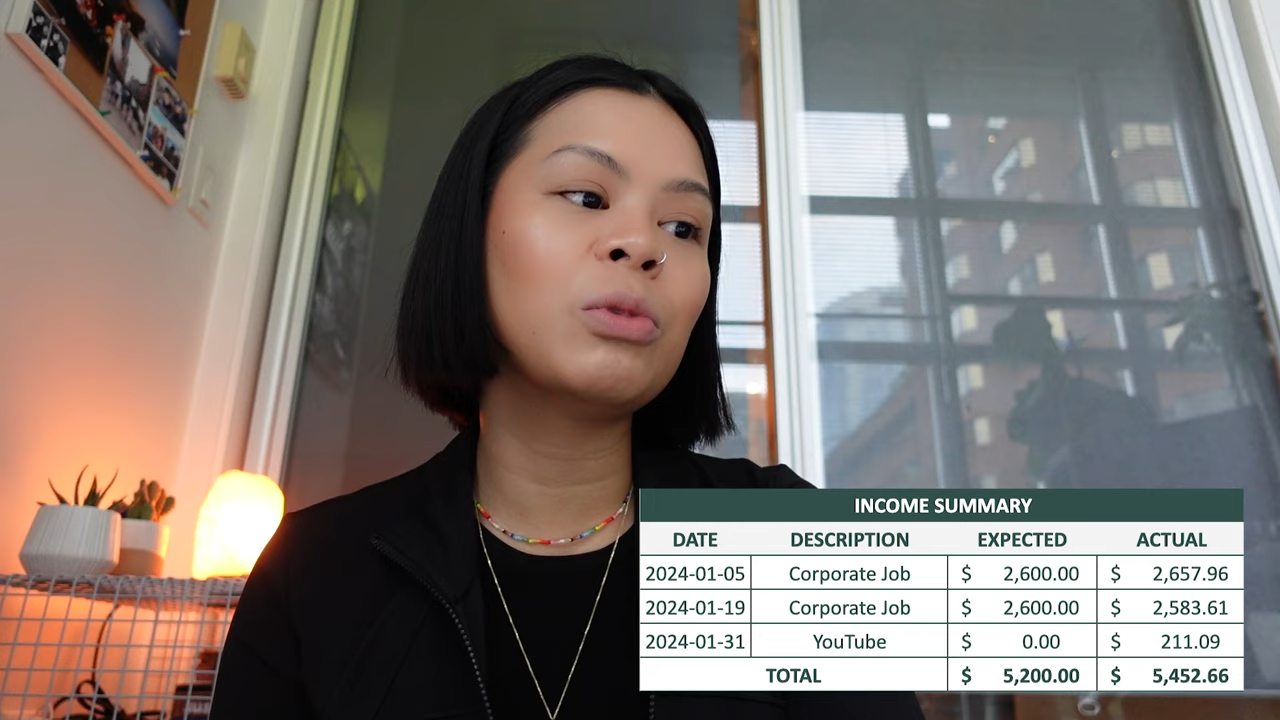 INCOME SUMMARY
DATE DESCRIPTION EXPECTED ACTUAL
2024-01-05 Corporate Job $ 2,600.00 $ 2,657.96
2024-01-19 Corporate Job $ 2,600.00 $ 2,583.61
2024-01-31 YouTube $ 0.00 $ 211.09
TOTAL $ 5,200.00 $ 5,452.66